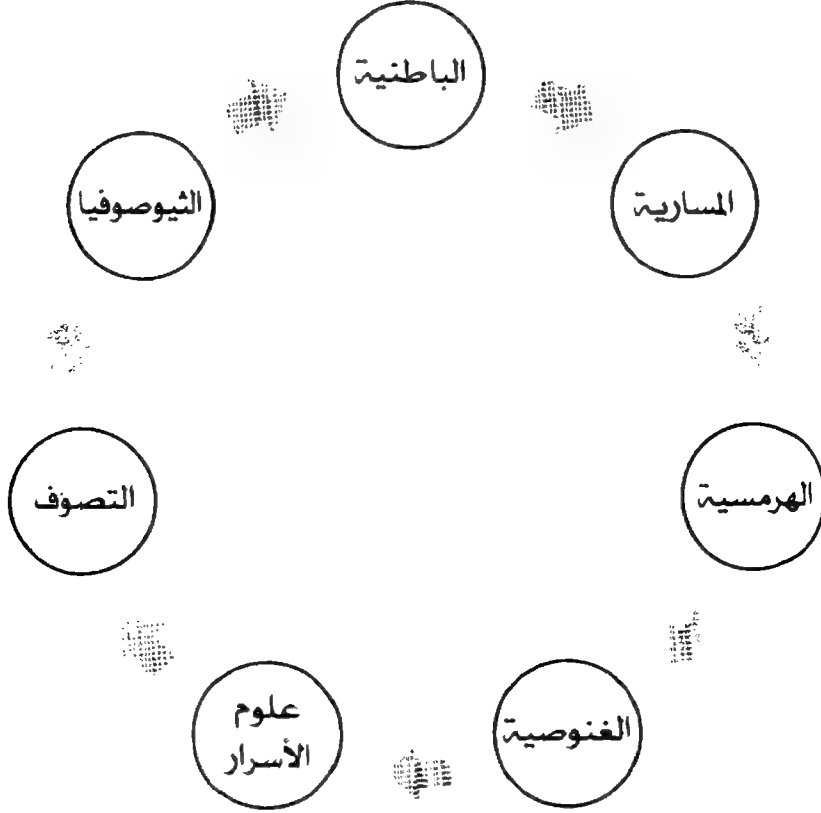 الباطنية
المسارية
الهرمسية
الغنوصية
علوم
الأسرار
التصوف
الثيوصوفيا